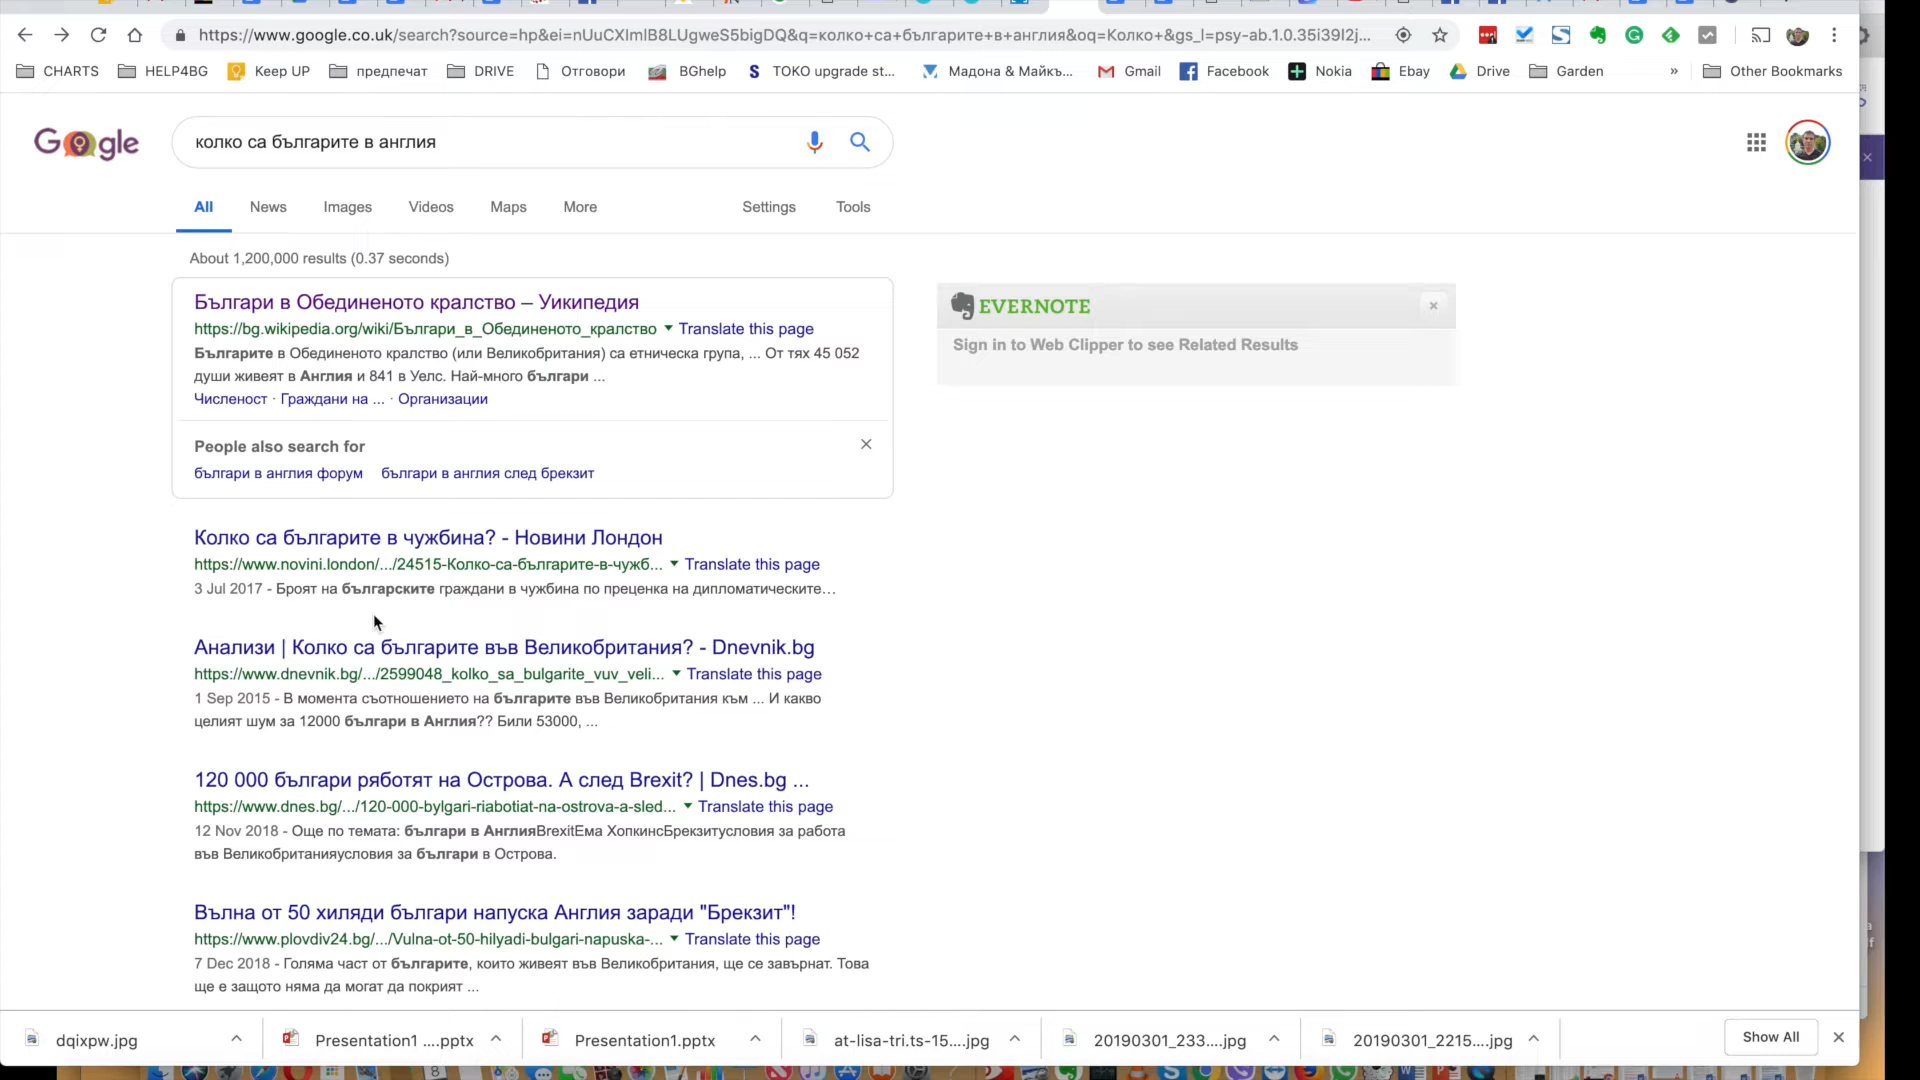 https://www.google.co.uk/search?source=hp&ei=nUuCXImIB8LUgweS5bigDQ&q=колко+са+българите+в+англия&oq=Колко+&gs_l=psy-ab.1.0.35i39l2j...
CHARTS HELP4BG Keep UP предпечат DRIVE Отговори BGhelp TOKO upgrade st... Мадона & Майкъ... Gmail Facebook Nokia Ebay Drive Garden » Other Bookmarks
Google
колко са българите в англия
All News Images Videos Maps More Settings Tools
About 1,200,000 results (0.37 seconds)
Българи в Обединеното кралство – Уикипедия
https://bg.wikipedia.org/wiki/Българи_в_Обединеното_кралство Translate this page
Българите в Обединеното кралство (или Великобритания) са етническа група, ... От тях 45 052
души живеят в Англия и 841 в Уелс. Най-много българи ...
Численост · Граждани на ... · Организации
People also search for
българи в англия форум българи в англия след брекзит
EVERNOTE
Sign in to Web Clipper to see Related Results
Колко са българите в чужбина? - Новини Лондон
https://www.novini.london/.../24515-Колко-са-българите-в-чужб... Translate this page
3 Jul 2017 - Броят на българските граждани в чужбина по преценка на дипломатическите…
Анализи | Колко са българите във Великобритания? - Dnevnik.bg
https://www.dnevnik.bg/.../2599048_kolko_sa_bulgarite_vuv_veli... Translate this page
1 Sep 2015 - В момента съотношението на българите във Великобритания към ... И какво
целият шум за 12000 българи в Англия?? Били 53000, ...
120 000 българи ряботят на Острова. А след Brexit? | Dnes.bg ...
https://www.dnes.bg/.../120-000-bylgari-riabotiat-na-ostrova-a-sled... Translate this page
12 Nov 2018 - Още по темата: българи в АнглияBrexitЕма ХопкинсБрекзитусловия за работа
във Великобританияусловия за българи в Острова.
Вълна от 50 хиляди българи напуска Англия заради "Брекзит"!
https://www.plovdiv24.bg/.../Vulna-ot-50-hilyadi-bulgari-napuska-... Translate this page
7 Dec 2018 - Голяма част от българите, които живеят във Великобритания, ще се завърнат. Това
ще е защото няма да могат да покрият ...
dqixpw.jpg Presentation1 ....pptx Presentation1.pptx at-lisa-tri.ts-15....jpg 20190301_233....jpg 20190301_2215....jpg Show All